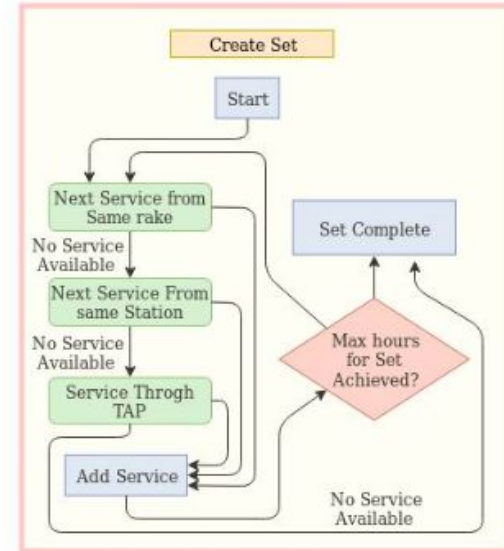 Create Set
Start
Next Service from
Same rake
No Service
Available
Next Service From
same Station
No Service
Available
Service Throgh
TAP
Add Service
Set Complete
Max hours
for Set
Achieved?
No Service
Available